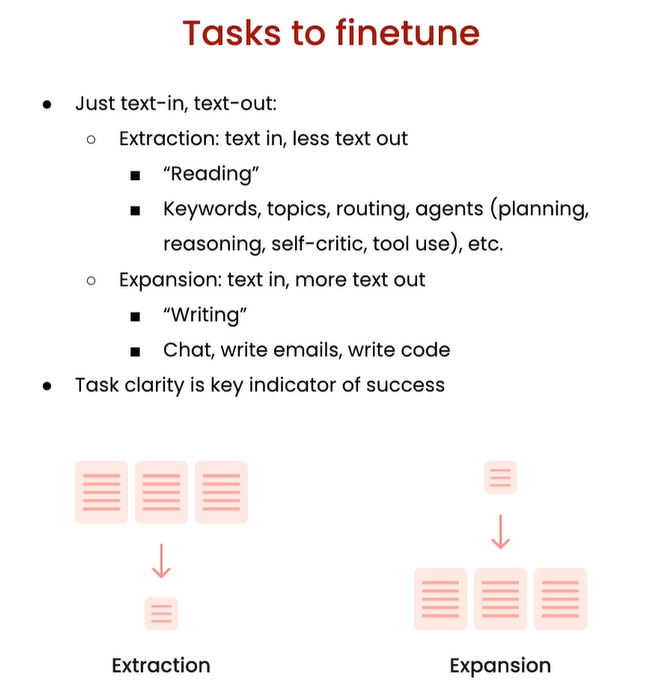 Tasks to finetune
● Just text-in, text-out:
○ Extraction: text in, less text out
■ “Reading”
■ Keywords, topics, routing, agents (planning,
reasoning, self-critic, tool use), etc.
○ Expansion: text in, more text out
■ “Writing”
■ Chat, write emails, write code
● Task clarity is key indicator of success
Extraction
Expansion